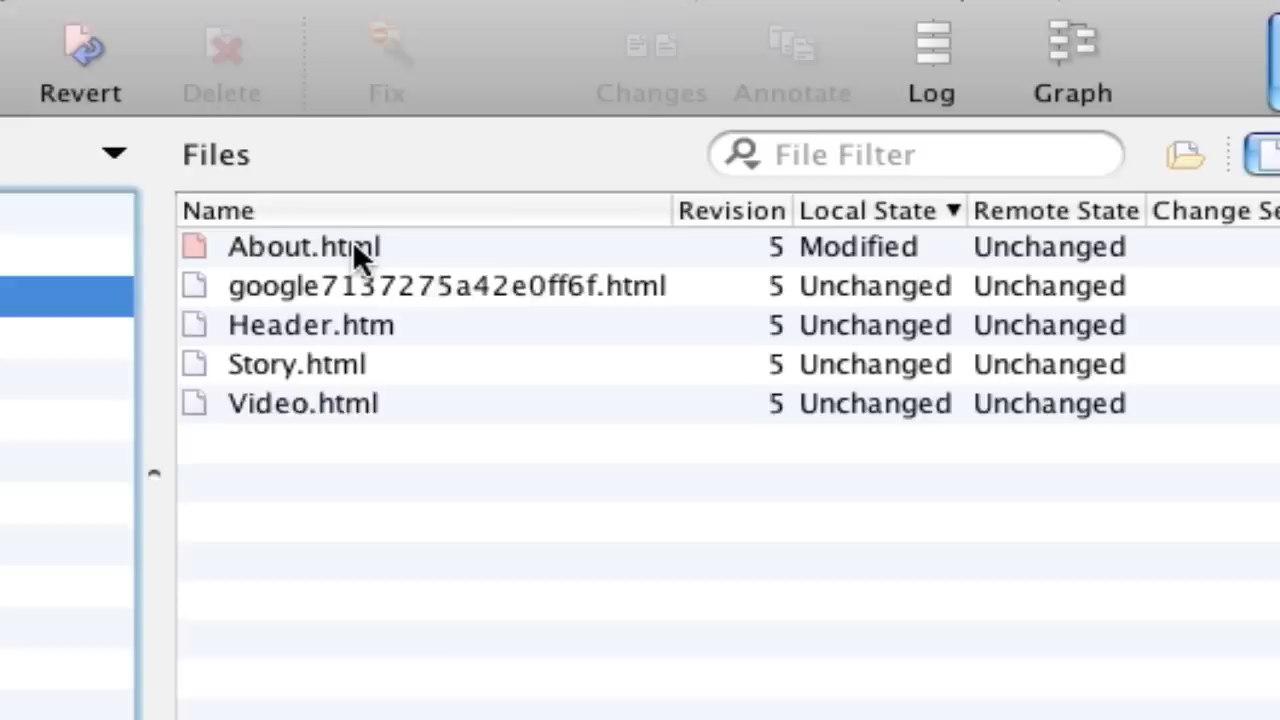 Revert Delete Fix Changes Annotate Log Graph
Files File Filter
Name Revision Local State Remote State Change Se
About.html 5 Modified Unchanged
google7137275a42e0ff6f.html 5 Unchanged Unchanged
Header.htm 5 Unchanged Unchanged
Story.html 5 Unchanged Unchanged
Video.html 5 Unchanged Unchanged